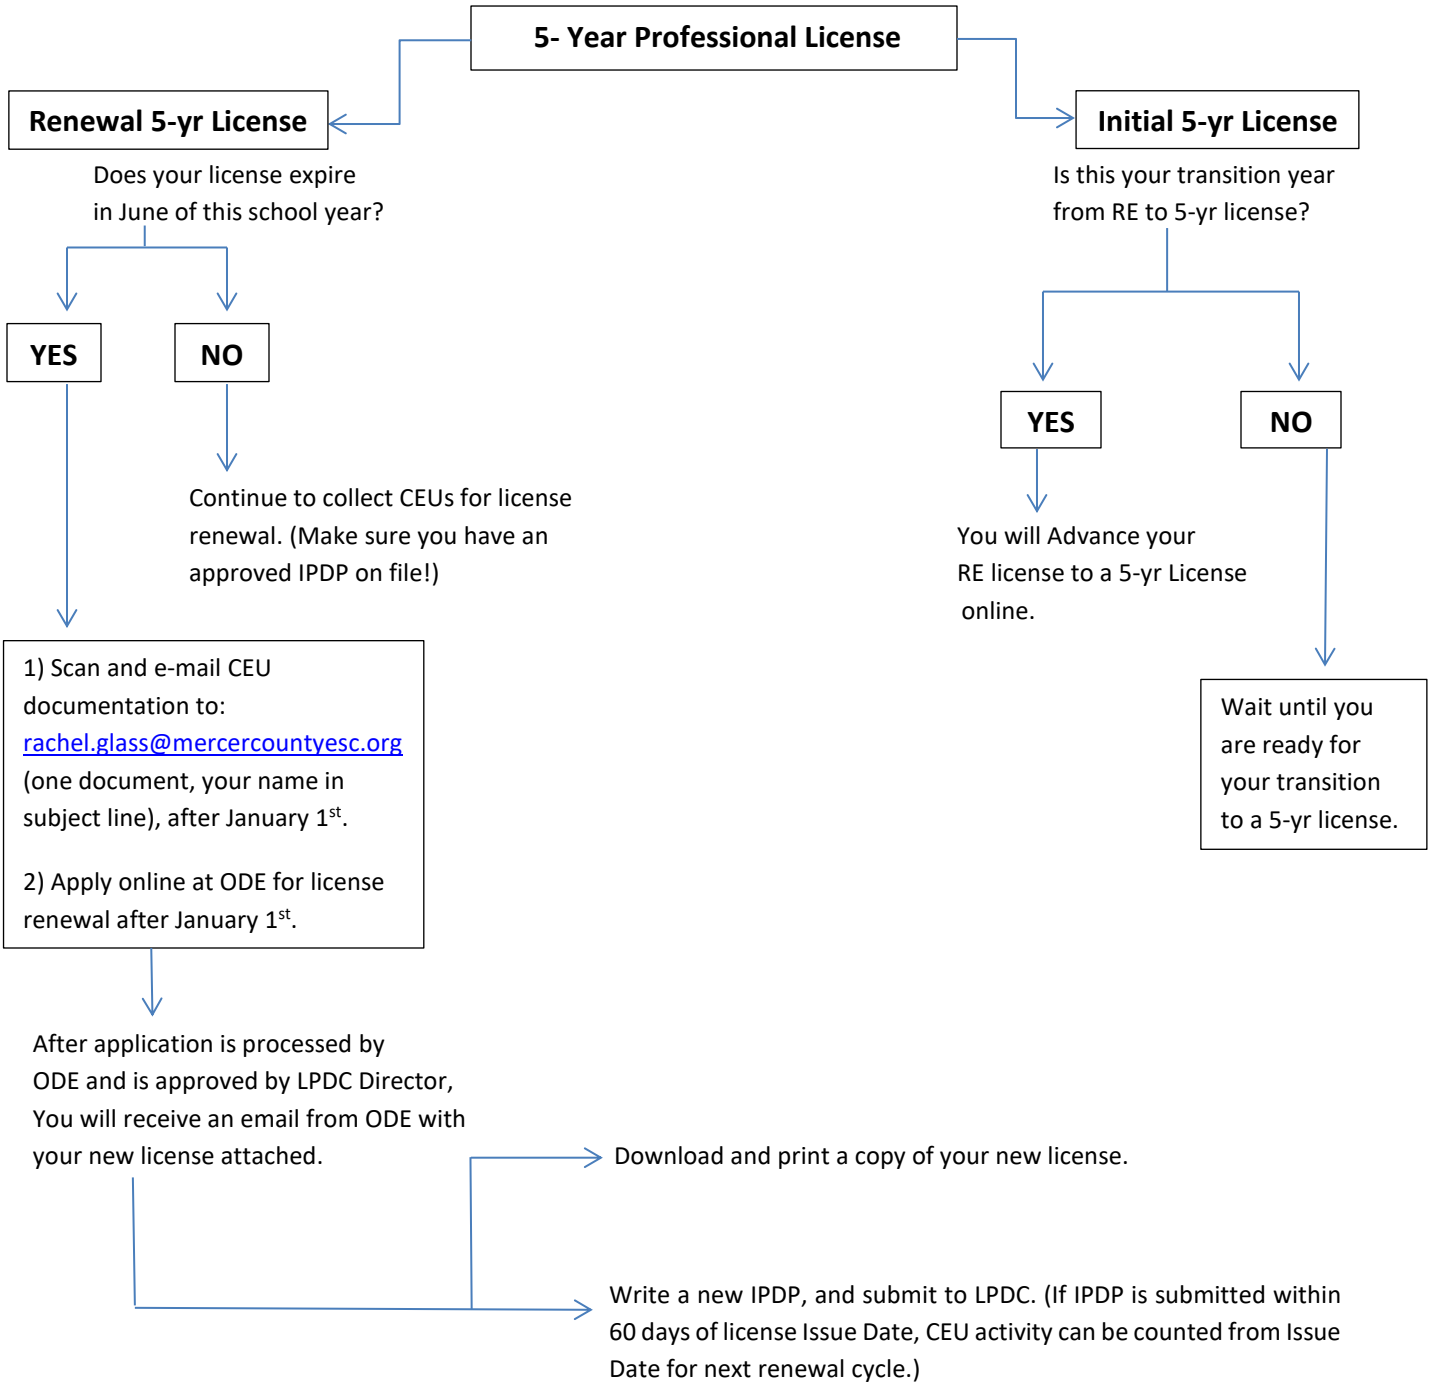 5- Year Professional License
Renewal 5-yr License
Does your license expire
in June of this school year?
YES
NO
Continue to collect CEUs for license
renewal. (Make sure you have an
approved IPDP on file!)
1) Scan and e-mail CEU
documentation to:
rachel.glass@mercercountyesc.org
(one document, your name in
subject line), after January 1st.
2) Apply online at ODE for license
renewal after January 1st.
After application is processed by
ODE and is approved by LPDC Director,
You will receive an email from ODE with
your new license attached.
Download and print a copy of your new license.
Write a new IPDP, and submit to LPDC. (If IPDP is submitted within
60 days of license Issue Date, CEU activity can be counted from Issue
Date for next renewal cycle.)
Initial 5-yr License
Is this your transition year
from RE to 5-yr license?
YES
NO
You will Advance your
RE license to a 5-yr License
online.
Wait until you
are ready for
your transition
to a 5-yr license.